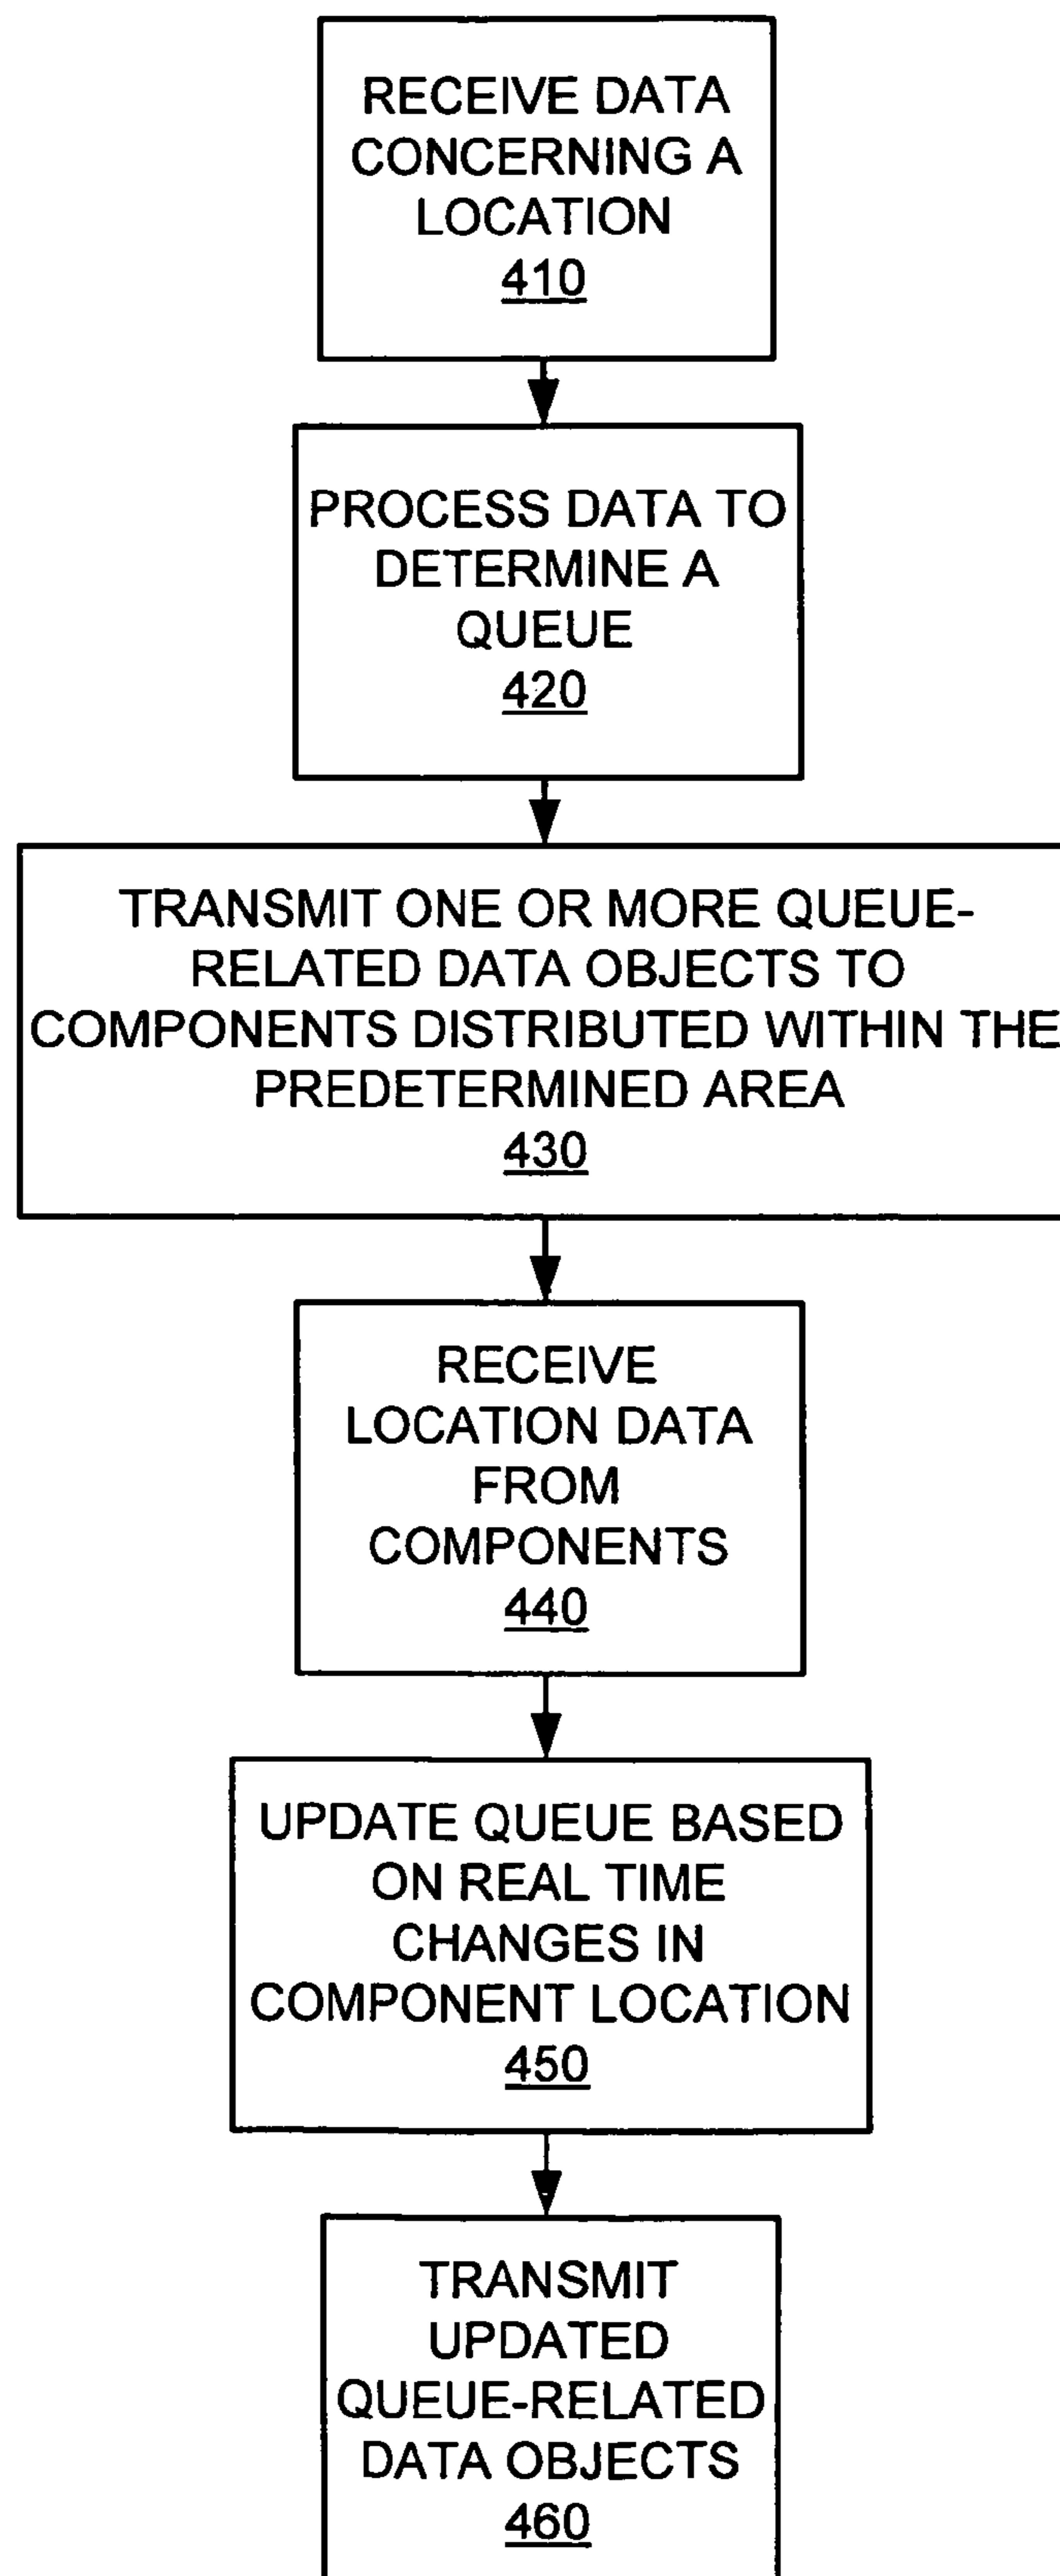 RECEIVE DATA
CONCERNING A
LOCATION
410
PROCESS DATA TO
DETERMINE A
QUEUE
420
TRANSMIT ONE OR MORE QUEUE-
RELATED DATA OBJECTS TO
COMPONENTS DISTRIBUTED WITHIN THE
PREDETERMINED AREA
430
RECEIVE
LOCATION DATA
FROM
COMPONENTS
440
UPDATE QUEUE BASED
ON REAL TIME
CHANGES IN
COMPONENT LOCATION
450
TRANSMIT
UPDATED
QUEUE-RELATED
DATA OBJECTS
460